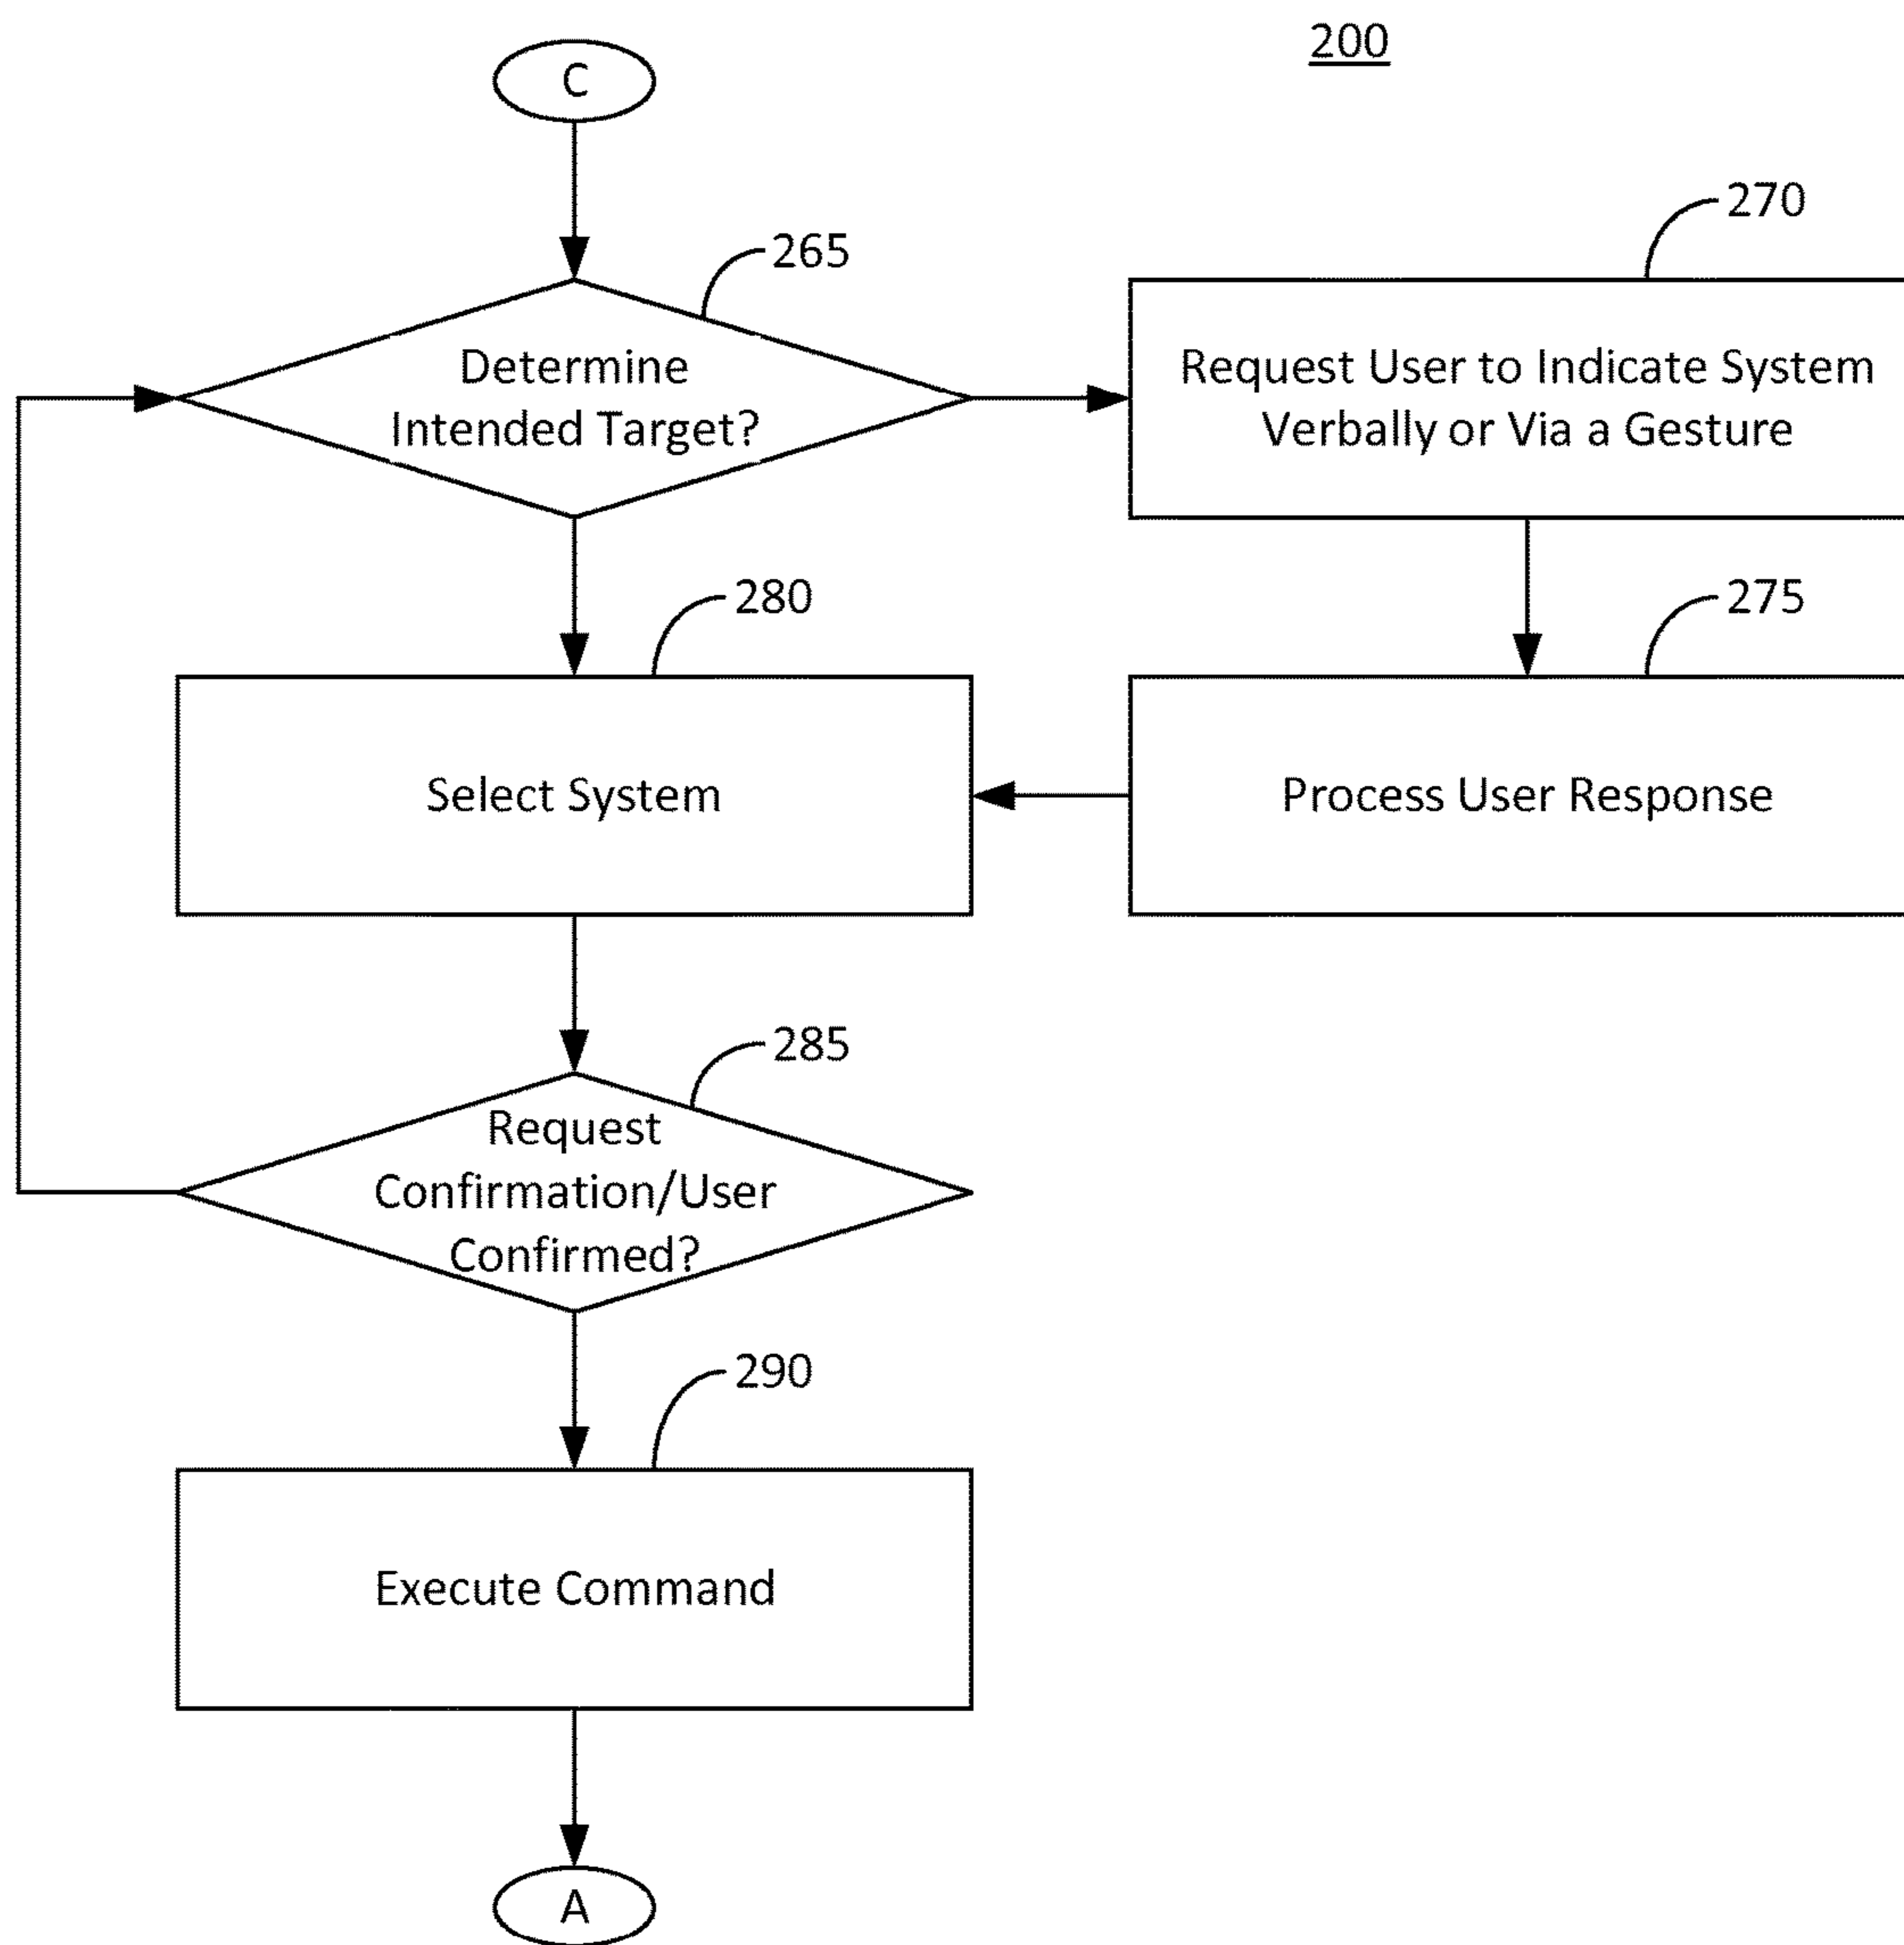 200
C
265
Determine
Intended Target?
270
Request User to Indicate System
Verbally or Via a Gesture
280
Select System
275
Process User Response
285
Request
Confirmation/User
Confirmed?
290
Execute Command
A